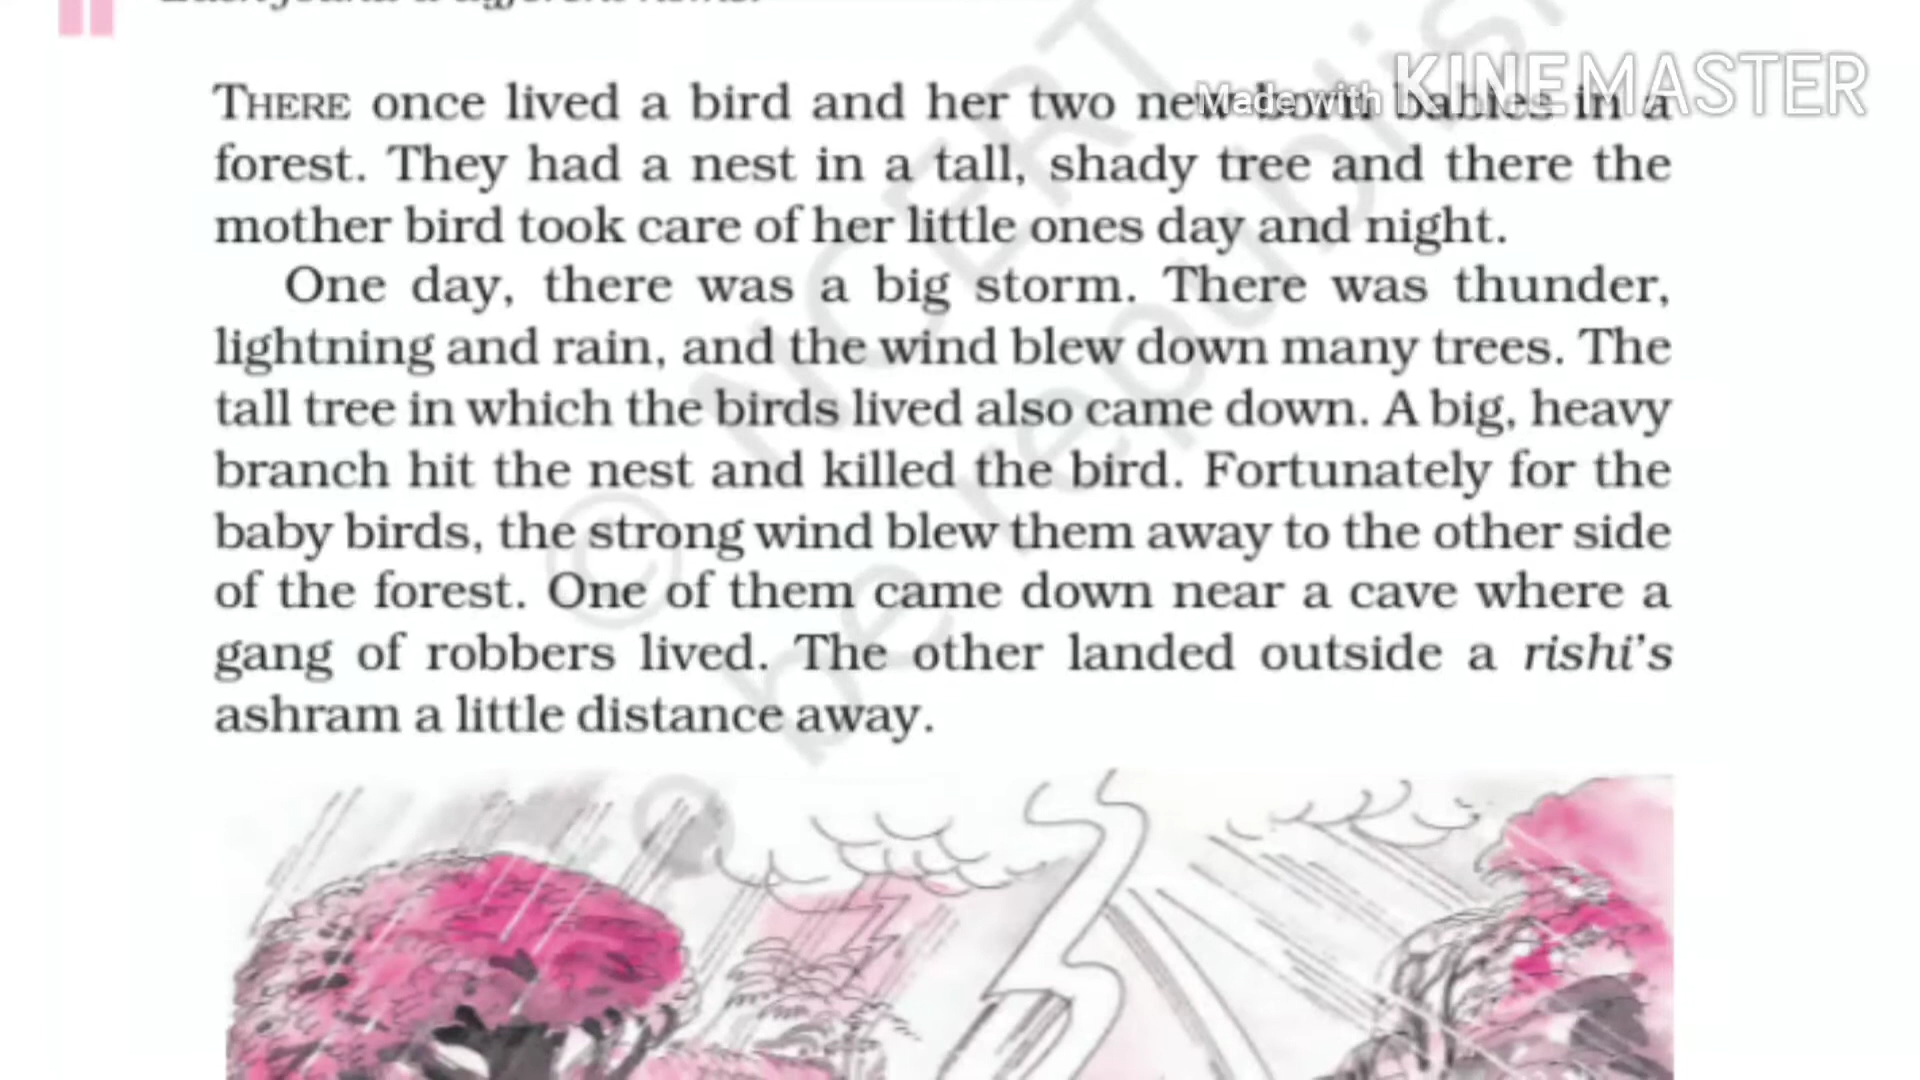 THERE once lived a bird and her two new born babies in a
Made with KINEMASTER
forest. They had a nest in a tall, shady tree and there the
mother bird took care of her little ones day and night.
One day, there was a big storm. There was thunder,
lightning and rain, and the wind blew down many trees. The
tall tree in which the birds lived also came down. A big, heavy
branch hit the nest and killed the bird. Fortunately for the
baby birds, the strong wind blew them away to the other side
of the forest. One of them came down near a cave where a
gang of robbers lived. The other landed outside a rishi's
ashram a little distance away.
© NCERT
be republish